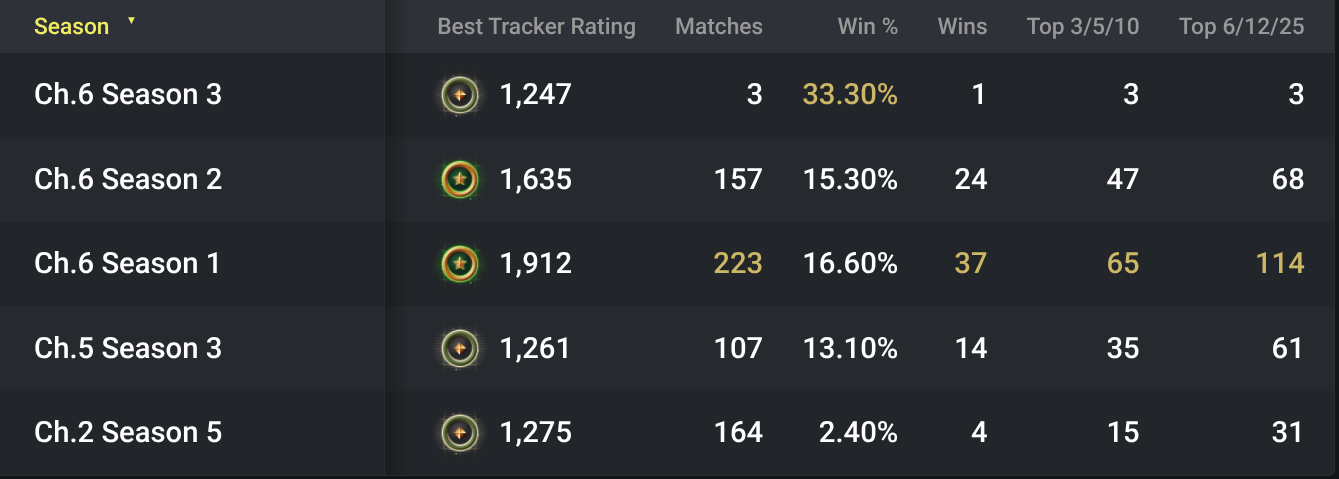 Season ▼ Best Tracker Rating Matches Win % Wins Top 3/5/10 Top 6/12/25
Ch.6 Season 3 1,247 3 33.30% 1 3 3
Ch.6 Season 2 1,635 157 15.30% 24 47 68
Ch.6 Season 1 1,912 223 16.60% 37 65 114
Ch.5 Season 3 1,261 107 13.10% 14 35 61
Ch.2 Season 5 1,275 164 2.40% 4 15 31